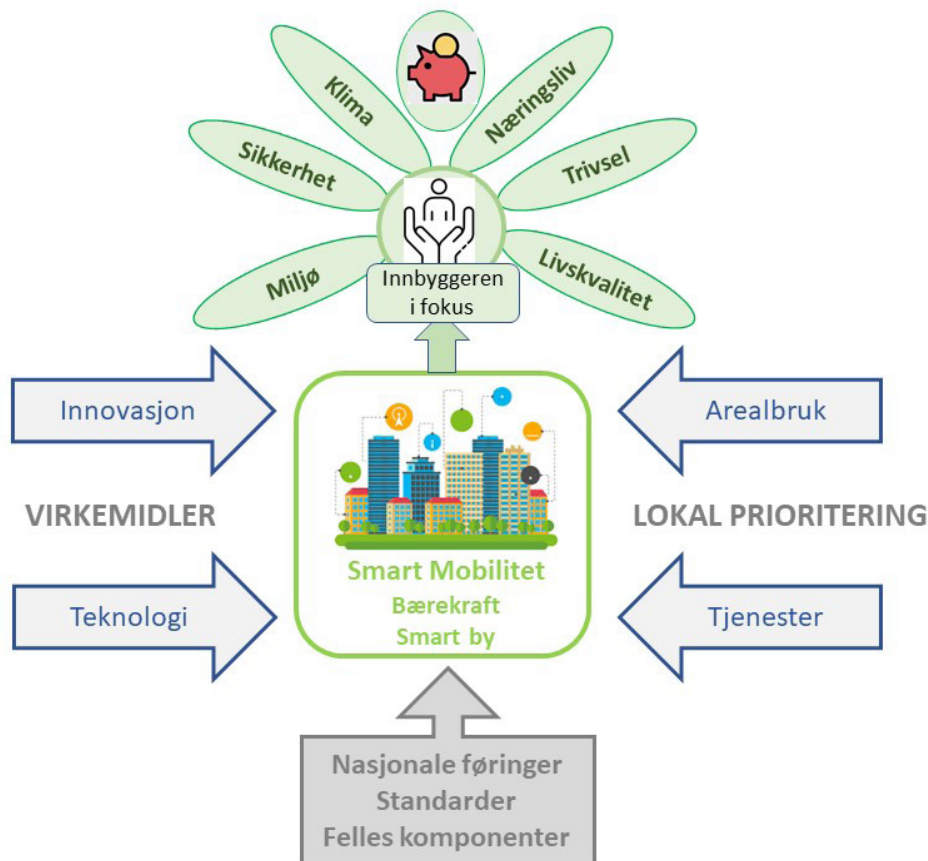 Klima
Næringsliv
Sikkerhet
Trivsel
Miljø
Livskvalitet
Innbyggeren
i fokus
Innovasjon
Arealbruk
VIRKEMIDLER
LOKAL PRIORITERING
Smart Mobilitet
Bærekraft
Smart by
Teknologi
Tjenester
Nasjonale føringer
Standarder
Felles komponenter